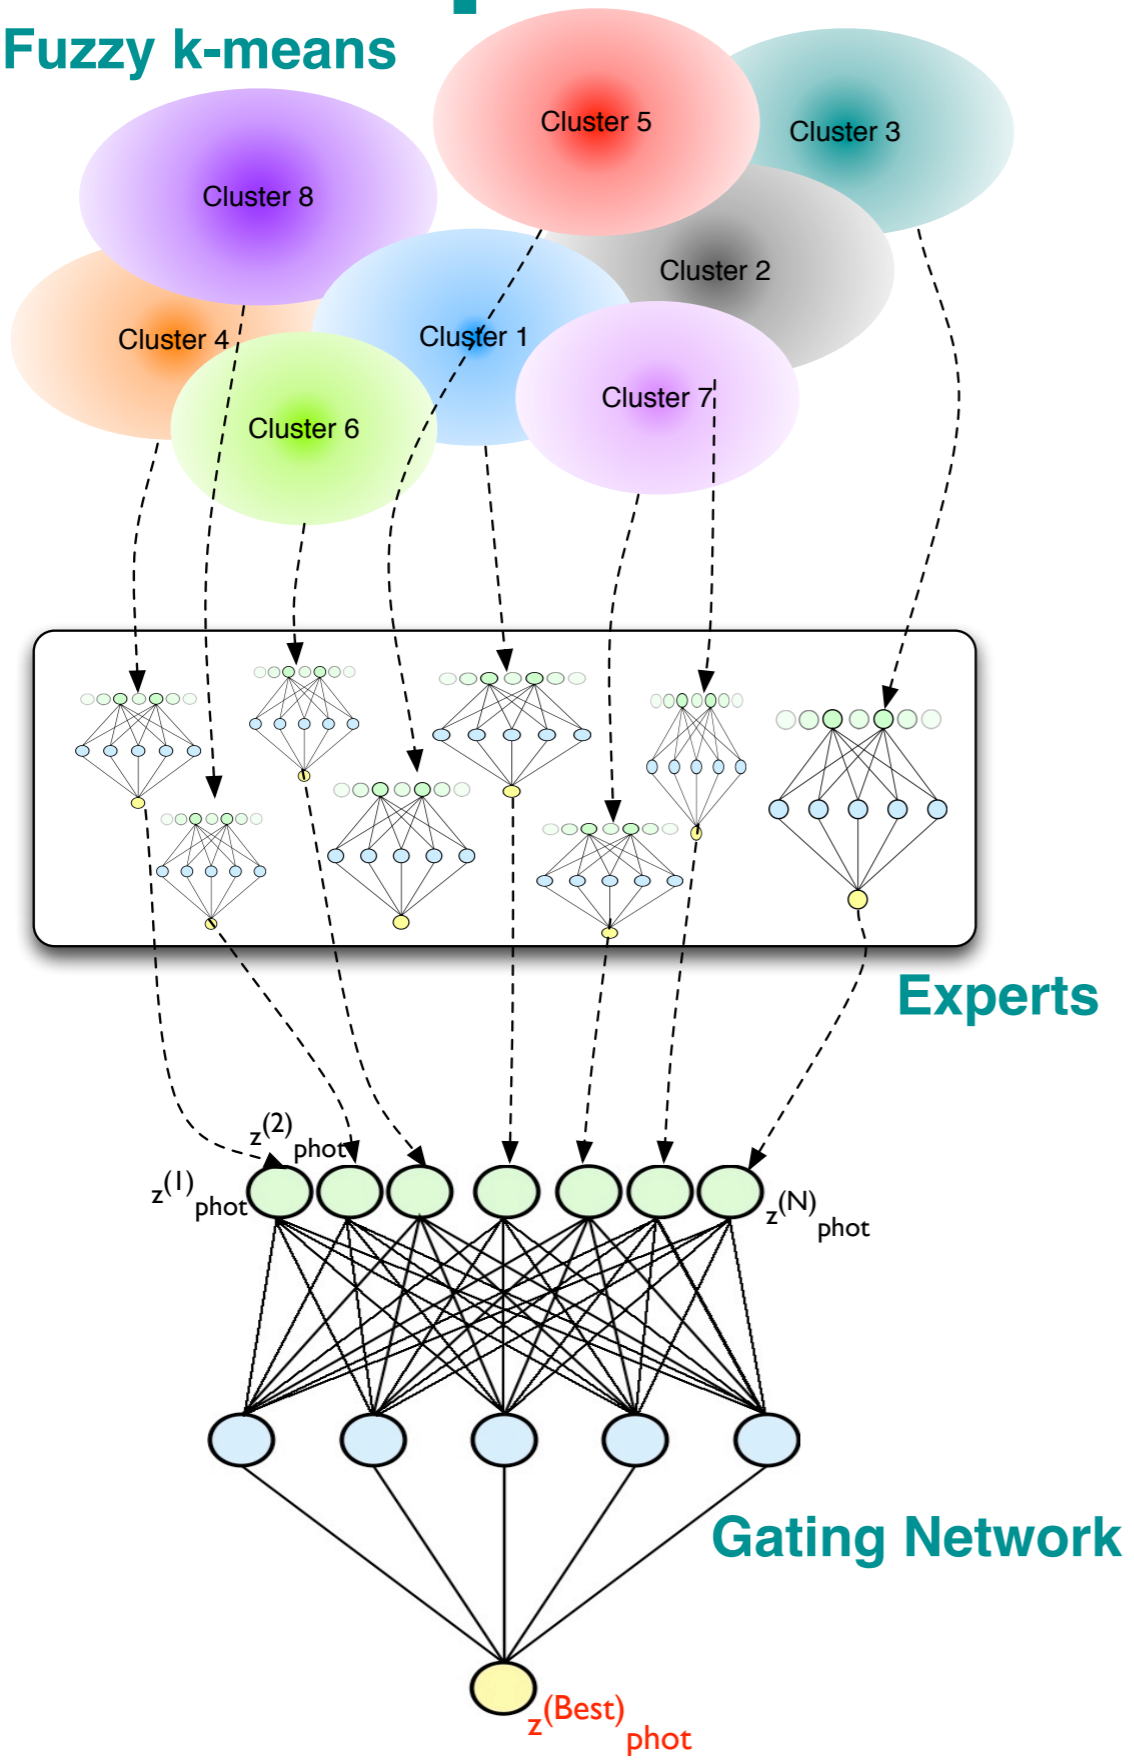 Fuzzy k-means
Cluster 5
Cluster 3
Cluster 8
Cluster 2
Cluster 4
Cluster 1
Cluster 7
Cluster 6
Experts
z(2)phot
z(1)phot
z(N)phot
Gating Network
z(Best)phot